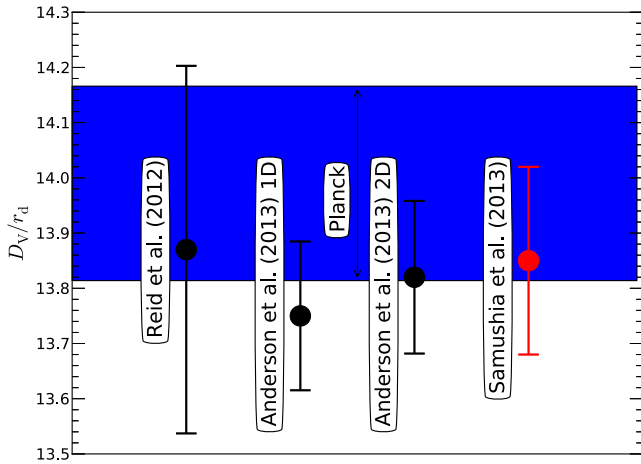 14.3
14.2
14.1
14.0
13.9
13.8
13.7
13.6
13.5
D_V/r_d
Reid et al. (2012)
Anderson et al. (2013) 1D
Planck
Anderson et al. (2013) 2D
Samushia et al. (2013)